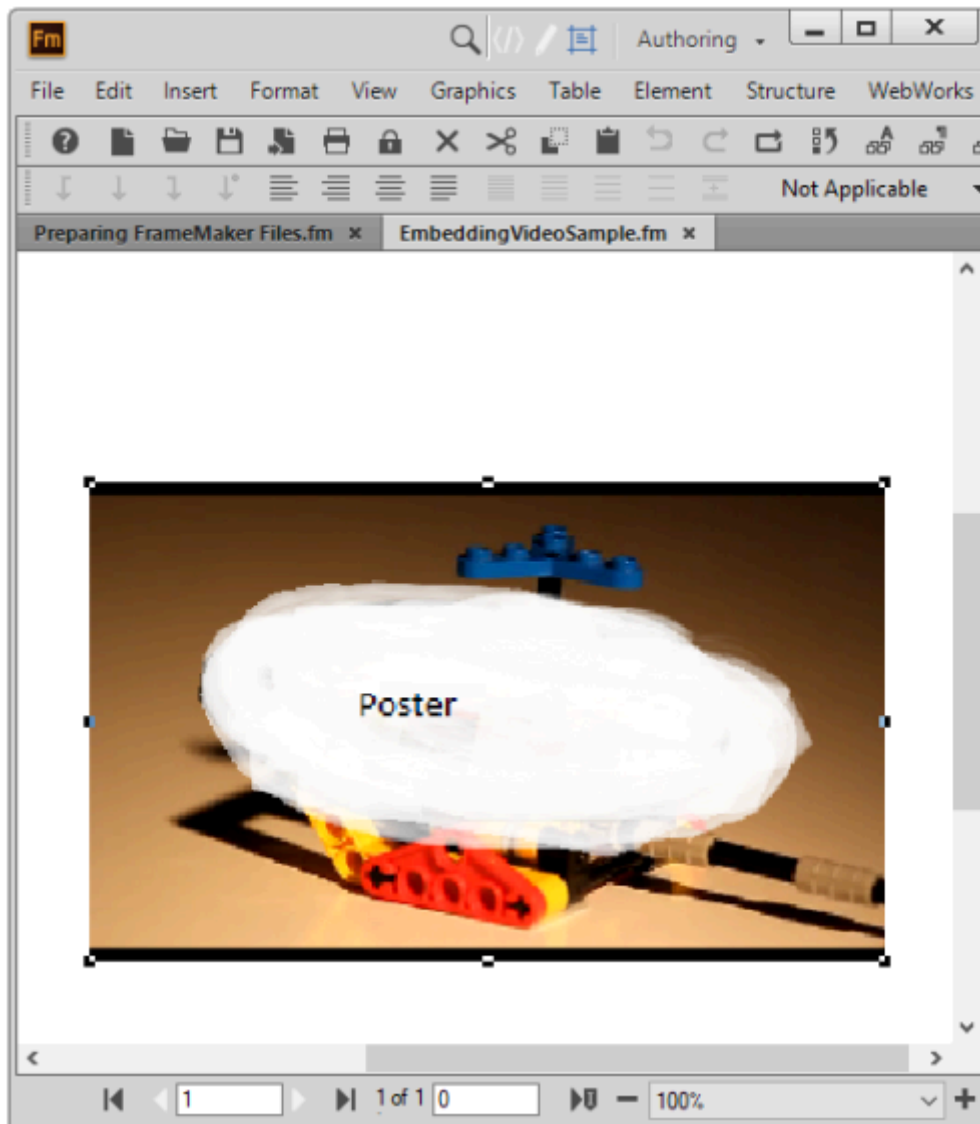 Fm
Authoring
File Edit Insert Format View Graphics Table Element Structure WebWorks
Not Applicable
Preparing FrameMaker Files.fm × EmbeddingVideoSample.fm ×
Poster
1 1 of 1 0 100%